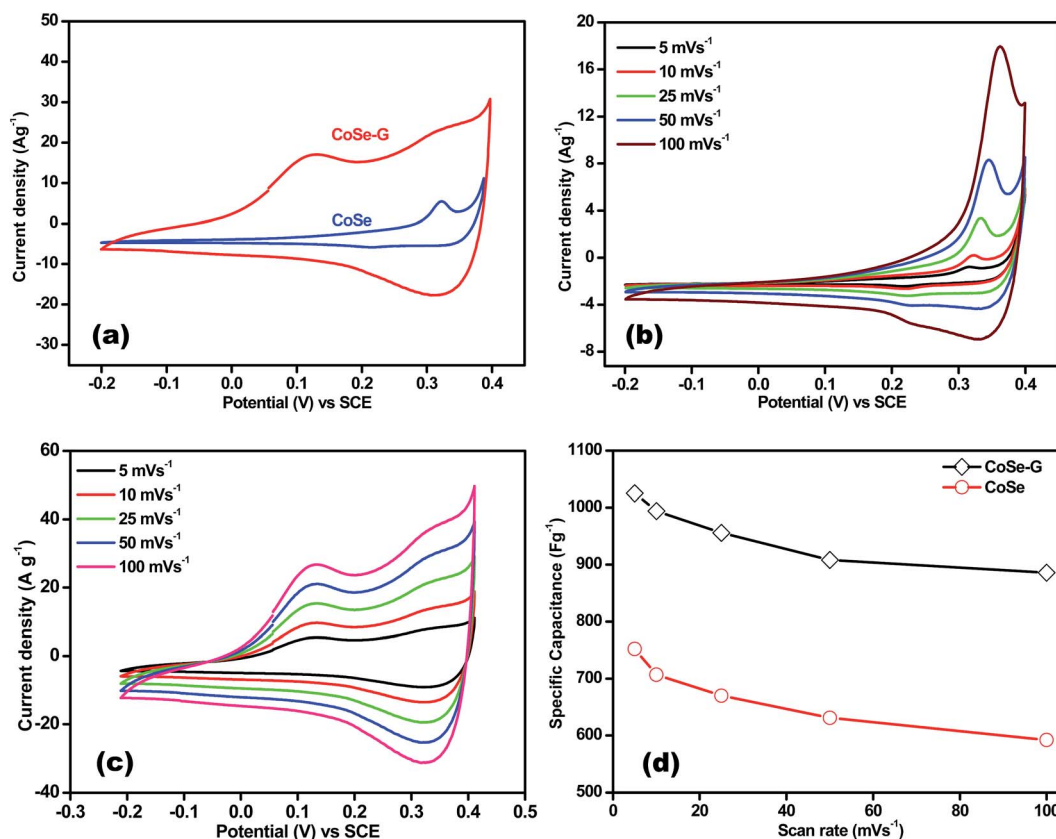 50
40
30
20
10
0
-10
-20
-30
Current density (Ag⁻¹)
CoSe-G
CoSe
(a)
-0.2 -0.1 0.0 0.1 0.2 0.3 0.4
Potential (V) vs SCE
20
16
12
8
4
0
-4
-8
Current density (Ag⁻¹)
5 mVs⁻¹
10 mVs⁻¹
25 mVs⁻¹
50 mVs⁻¹
100 mVs⁻¹
(b)
-0.2 -0.1 0.0 0.1 0.2 0.3 0.4
Potential (V) vs SCE
60
40
20
0
-20
-40
Current density (A g⁻¹)
5 mVs⁻¹
10 mVs⁻¹
25 mVs⁻¹
50 mVs⁻¹
100 mVs⁻¹
(c)
-0.3 -0.2 -0.1 0.0 0.1 0.2 0.3 0.4 0.5
Potential (V) vs SCE
1100
1000
900
800
700
600
500
Specific Capacitance (Fg⁻¹)
CoSe-G
CoSe
(d)
0 20 40 60 80
Scan rate (mVs⁻¹)